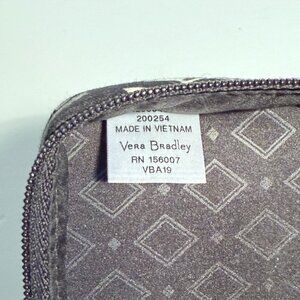 200254
MADE IN VIETNAM
Vera Bradley
RN 156007
VBA19